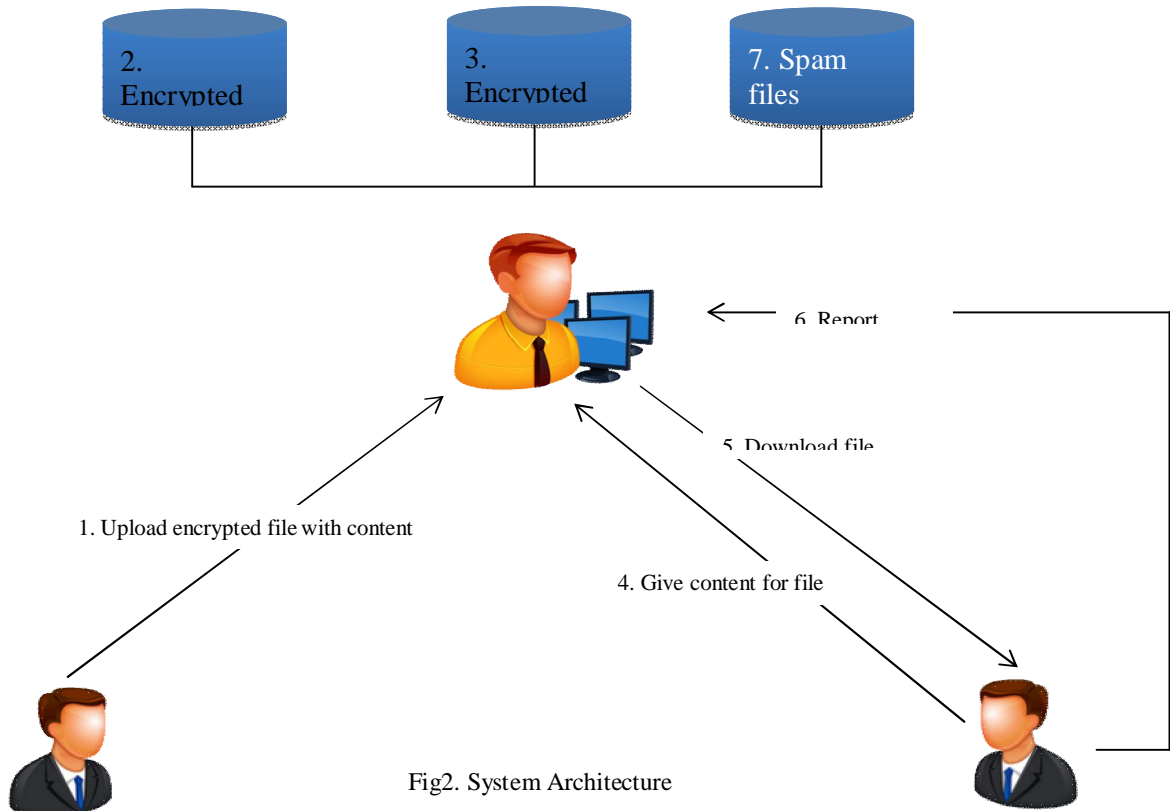 2.
Encrypted
3.
Encrypted
7. Spam
files
6. Report
5. Download file
1. Upload encrypted file with content
4. Give content for file
Fig2. System Architecture